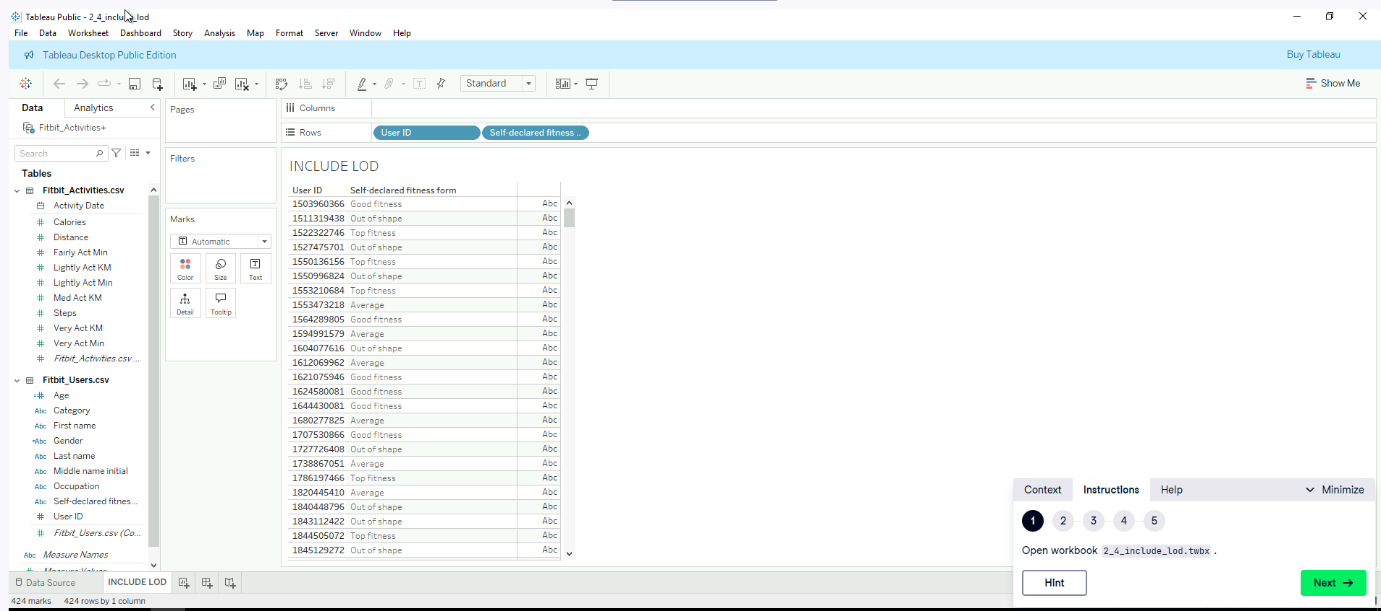 Tableau Public - 2_4_include_lod
File Data Worksheet Dashboard Story Analysis Map Format Server Window Help
Tableau Desktop Public Edition Buy Tableau
Standard Show Me
Data Analytics
Fitbit_Activities+
Search
Tables
Fitbit_Activities.csv
Activity Date
Calories
Distance
Fairly Act Min
Lightly Act KM
Lightly Act Min
Med Act KM
Steps
Very Act KM
Very Act Min
Fitbit_Activities.csv ...
Fitbit_Users.csv
Age
Abc Category
Abc First name
Abc Gender
Abc Last name
Abc Middle name initial
Abc Occupation
Abc Self-declared fitnes...
User ID
Fitbit_Users.csv (Co...
Abc Measure Names
Measure Values
Pages
Filters
Marks
Automatic
Color Size Text
Detail Tooltip
Columns
Rows User ID Self-declared fitness ..
INCLUDE LOD
User ID Self-declared fitness form
1503960366 Good fitness Abc
1511319438 Out of shape Abc
1522322746 Top fitness Abc
1527475701 Out of shape Abc
1550136156 Top fitness Abc
1550996824 Out of shape Abc
1553210684 Top fitness Abc
1553473218 Average Abc
1564289805 Good fitness Abc
1594991579 Average Abc
1604077616 Out of shape Abc
1612069962 Average Abc
1621075946 Good fitness Abc
1624580081 Good fitness Abc
1644430081 Good fitness Abc
1680277825 Average Abc
1707530866 Good fitness Abc
1727726408 Out of shape Abc
1738867051 Average Abc
1786197466 Top fitness Abc
1820445410 Average Abc
1840448796 Out of shape Abc
1843112422 Out of shape Abc
1844505072 Top fitness Abc
1845129272 Out of shape Abc
Context Instructions Help Minimize
1 2 3 4 5
Open workbook 2_4_include_lod.twbx .
Hint Next →
Data Source INCLUDE LOD
424 marks 424 rows by 1 column